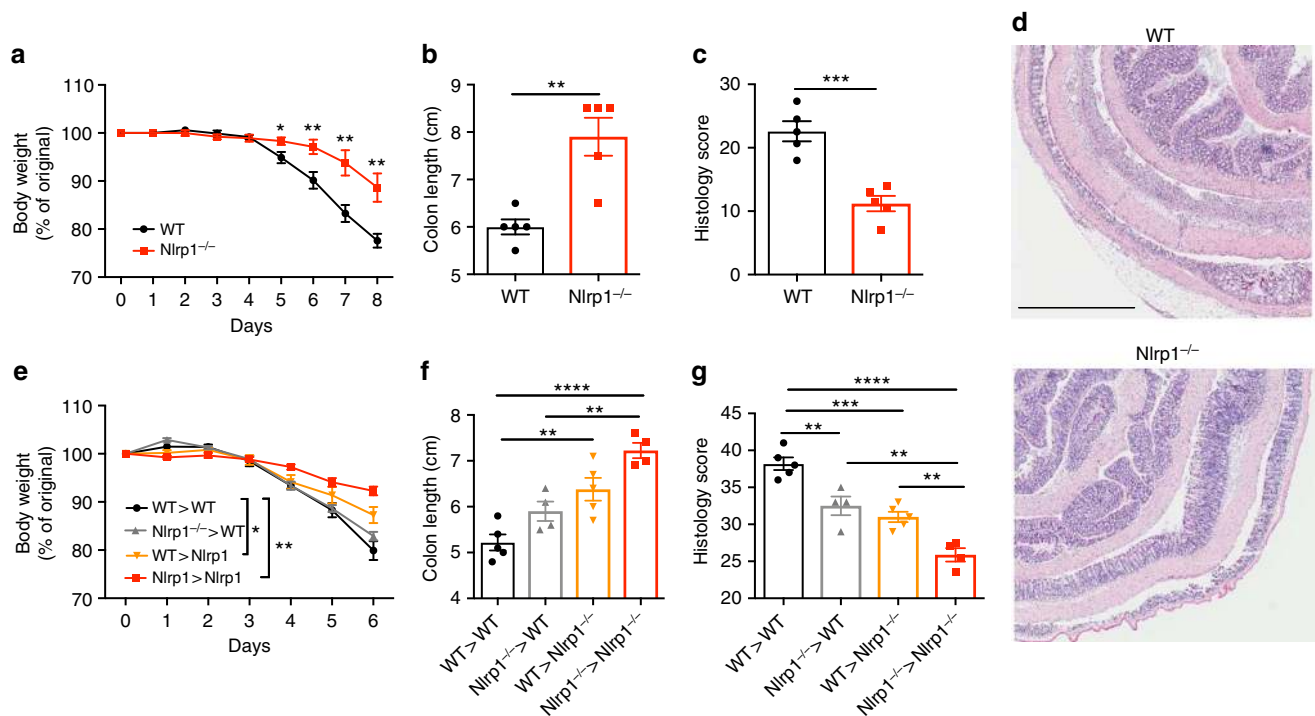 a
110
100
90
80
70
Body weight
(% of original)
* ** ** **
WT
Nlrp1–/–
0 1 2 3 4 5 6 7 8
Days
b
9
8
7
6
5
Colon length (cm)
**
WT Nlrp1–/–
c
30
20
10
0
Histology score
***
WT Nlrp1–/–
d
WT
Nlrp1–/–
e
110
100
90
80
70
Body weight
(% of original)
WT>WT
Nlrp1–/–>WT
WT>Nlrp1
Nlrp1>Nlrp1
*
**
0 1 2 3 4 5 6
Days
f
8
7
6
5
4
Colon length (cm)
****
**
**
WT>WT
Nlrp1–/–>WT
WT>Nlrp1–/–
Nlrp1–/–>Nlrp1–/–
g
45
40
35
30
25
20
Histology score
****
***
**
**
**
WT>WT
Nlrp1–/–>WT
WT>Nlrp1–/–
Nlrp1–/–>Nlrp1–/–